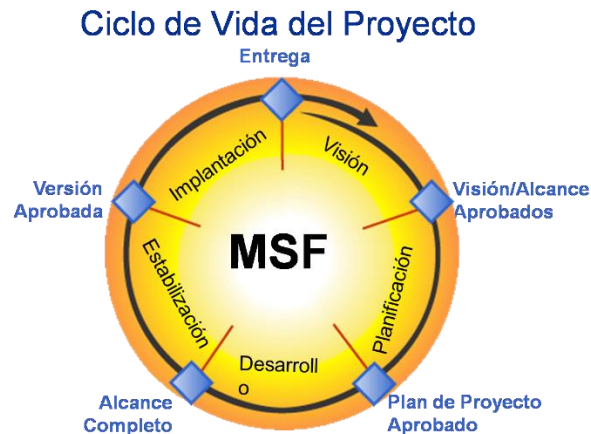 Ciclo de Vida del Proyecto
Entrega
Implantación
Visión
Versión
Aprobada
Visión/Alcance
Aprobados
MSF
Estabilización
Planificación
Desarroll
o
Alcance
Completo
Plan de Proyecto
Aprobado